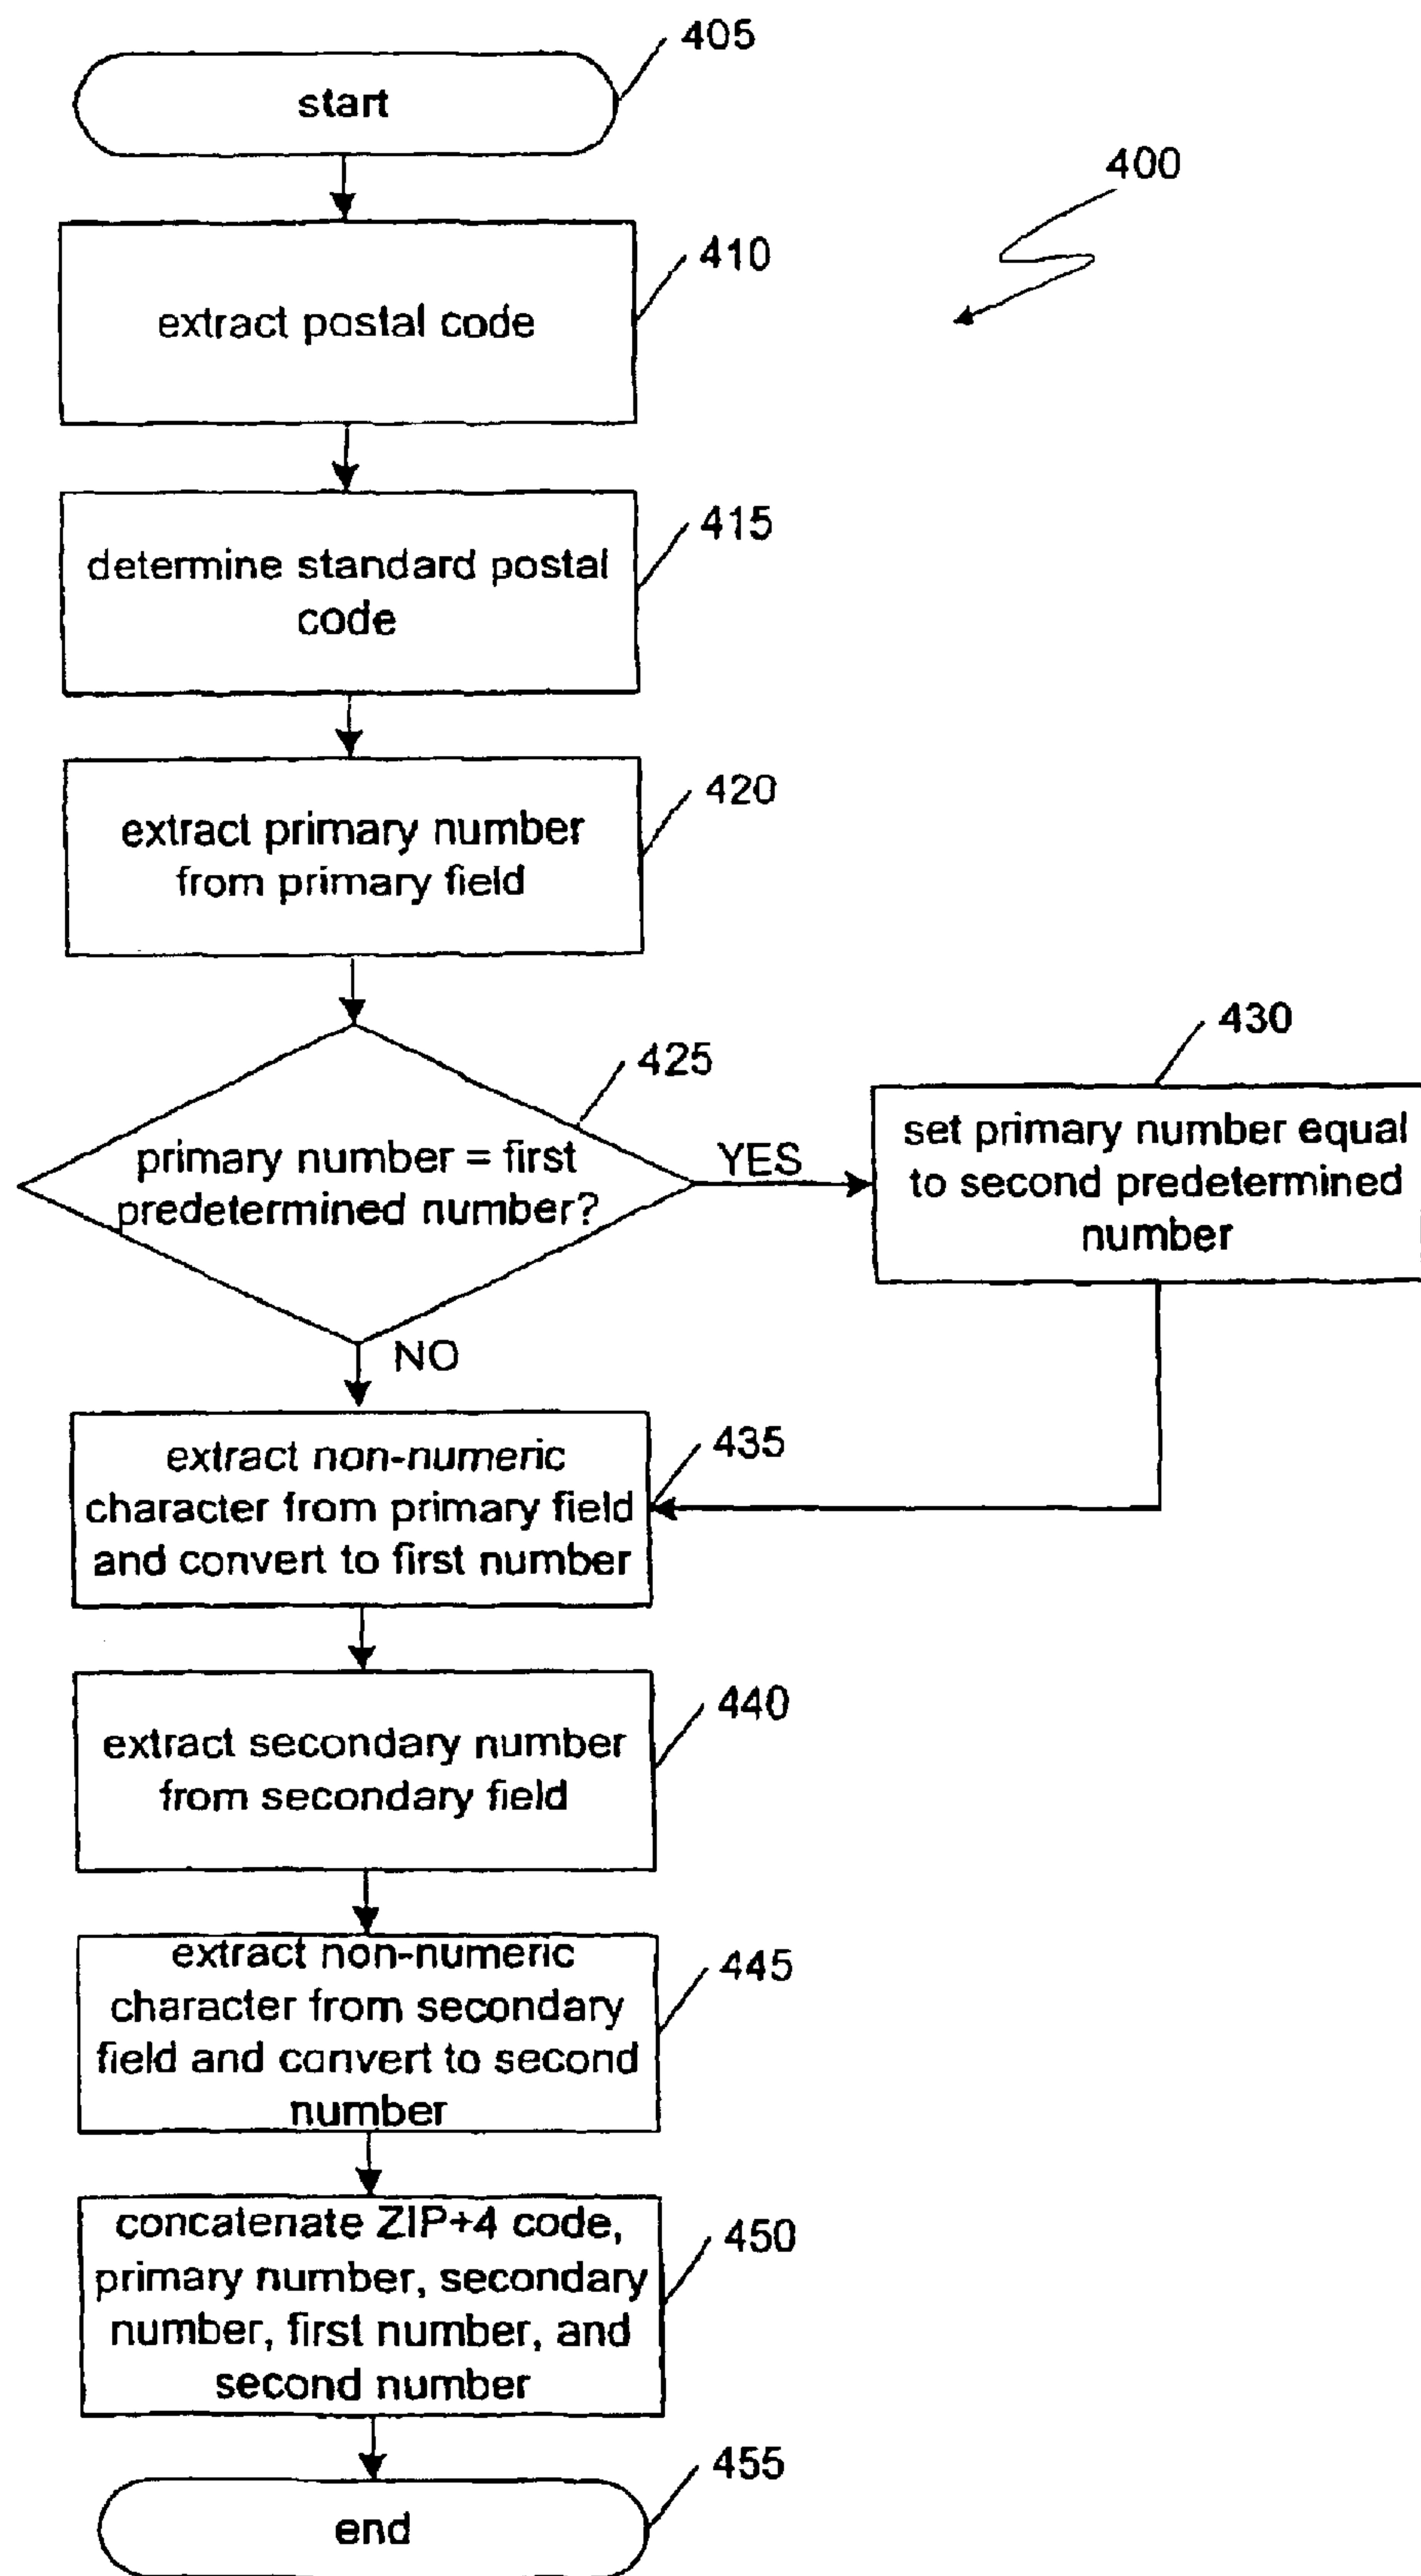 405
start
400
410
extract postal code
415
determine standard postal
code
420
extract primary number
from primary field
425
primary number = first
predetermined number?
YES
430
set primary number equal
to second predetermined
number
NO
435
extract non-numeric
character from primary field
and convert to first number
440
extract secondary number
from secondary field
445
extract non-numeric
character from secondary
field and convert to second
number
450
concatenate ZIP+4 code,
primary number, secondary
number, first number, and
second number
455
end